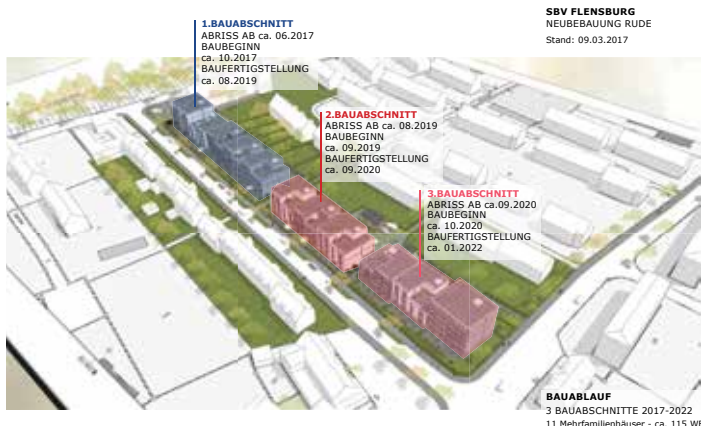 SBV FLENSBURG
NEUBEBAUUNG RUDE
Stand: 09.03.2017
1.BAUABSCHNITT
ABRISS AB ca. 06.2017
BAUBEGINN
ca. 10.2017
BAUFERTIGSTELLUNG
ca. 08.2019
2.BAUABSCHNITT
ABRISS AB ca. 08.2019
BAUBEGINN
ca. 09.2019
BAUFERTIGSTELLUNG
ca. 09.2020
3.BAUABSCHNITT
ABRISS AB ca.09.2020
BAUBEGINN
ca. 10.2020
BAUFERTIGSTELLUNG
ca. 01.2022
BAUABLAUF
3 BAUABSCHNITTE 2017-2022
11 Mehrfamilienhäuser - ca. 115 WE